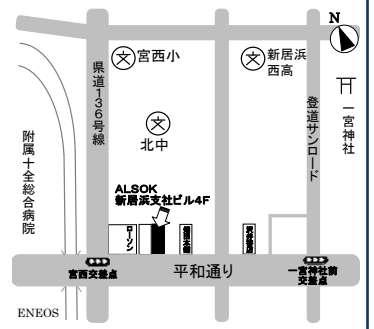 N
宮西小
新居浜
西高
県道136号線
一宮神社
登道サンロード
北中
附属十全総合病院
ALSOK
新居浜支社ビル4F
ローソン
平和通り
宮西交差点
一宮神社前
交差点
ENEOS